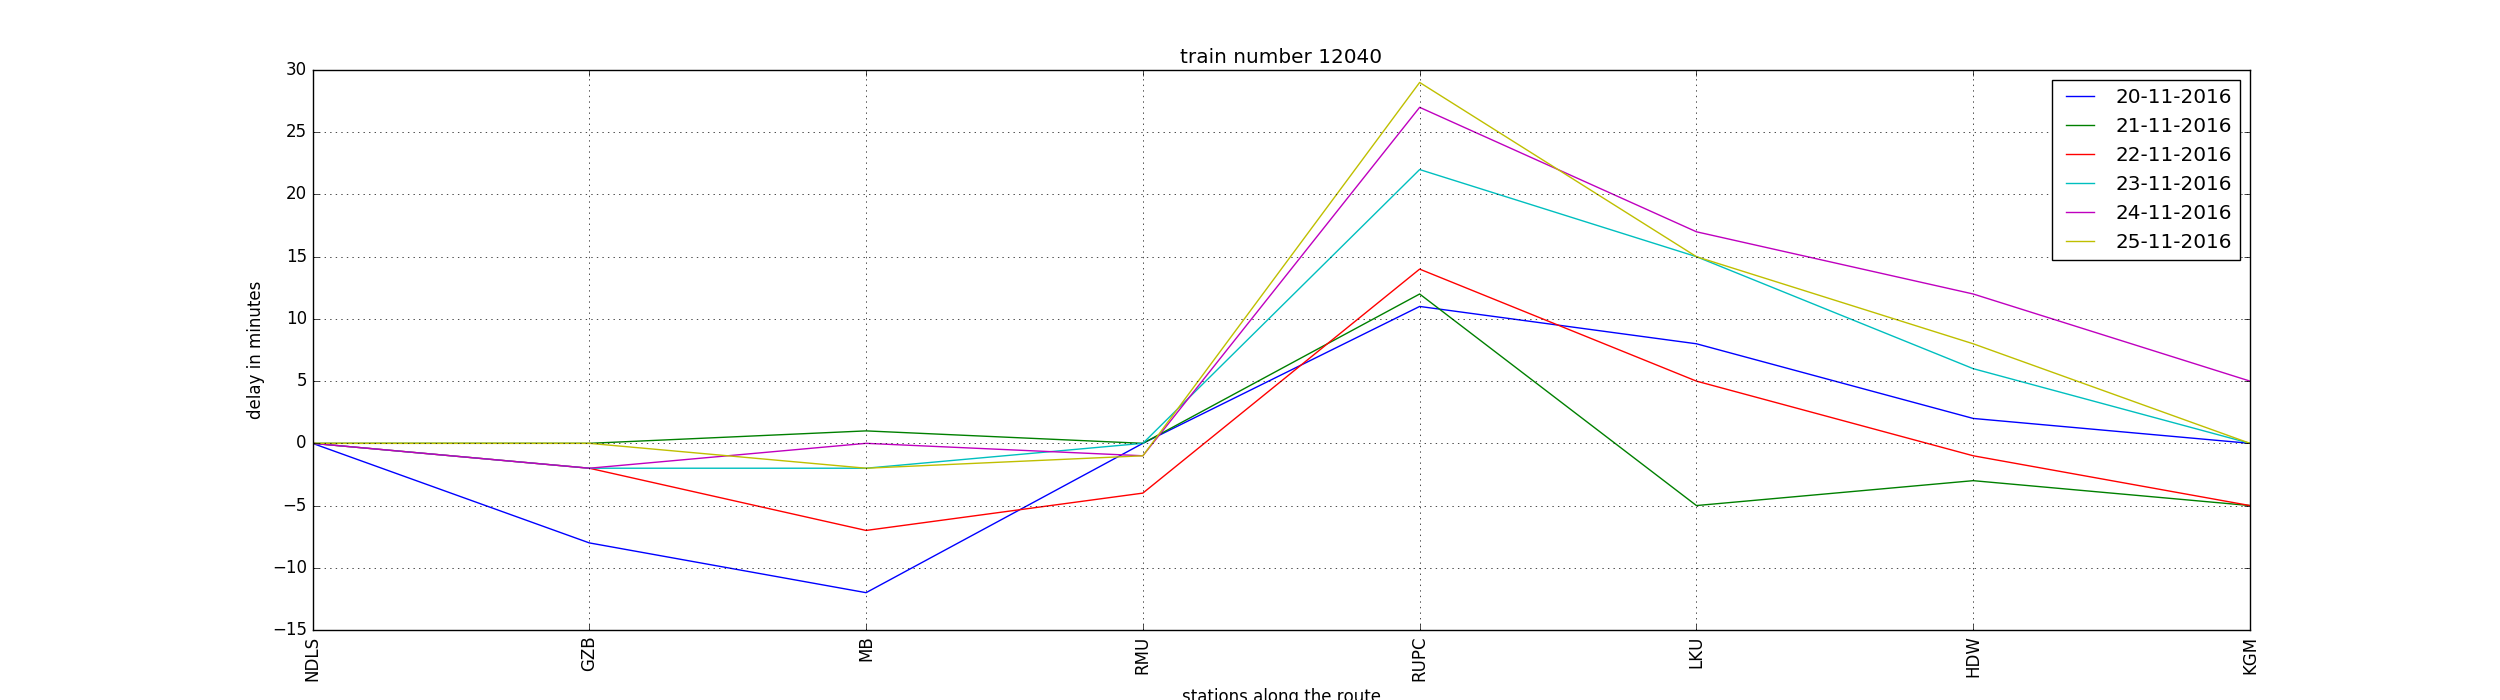 train number 12040
30
25
20
15
10
5
0
−5
−10
−15
delay in minutes
20-11-2016
21-11-2016
22-11-2016
23-11-2016
24-11-2016
25-11-2016
NDLS
GZB
MB
RMU
RUPC
LKU
HDW
KGM
stations along the route